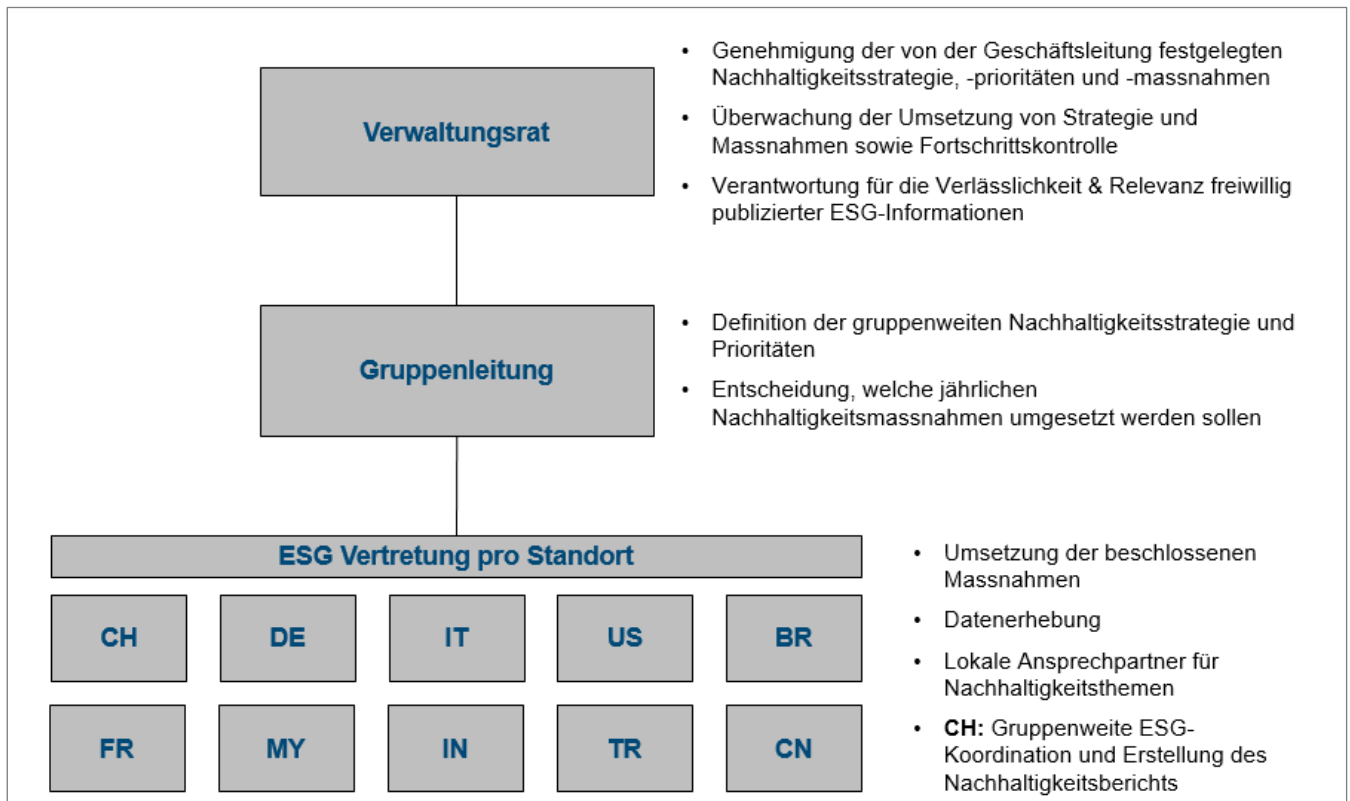 Verwaltungsrat
• Genehmigung der von der Geschäftsleitung festgelegten
Nachhaltigkeitsstrategie, -prioritäten und -massnahmen
• Überwachung der Umsetzung von Strategie und
Massnahmen sowie Fortschrittskontrolle
• Verantwortung für die Verlässlichkeit & Relevanz freiwillig
publizierter ESG-Informationen
Gruppenleitung
• Definition der gruppenweiten Nachhaltigkeitsstrategie und
Prioritäten
• Entscheidung, welche jährlichen
Nachhaltigkeitsmassnahmen umgesetzt werden sollen
ESG Vertretung pro Standort
CH DE IT US BR
FR MY IN TR CN
• Umsetzung der beschlossenen
Massnahmen
• Datenerhebung
• Lokale Ansprechpartner für
Nachhaltigkeitsthemen
• CH: Gruppenweite ESG-
Koordination und Erstellung des
Nachhaltigkeitsberichts